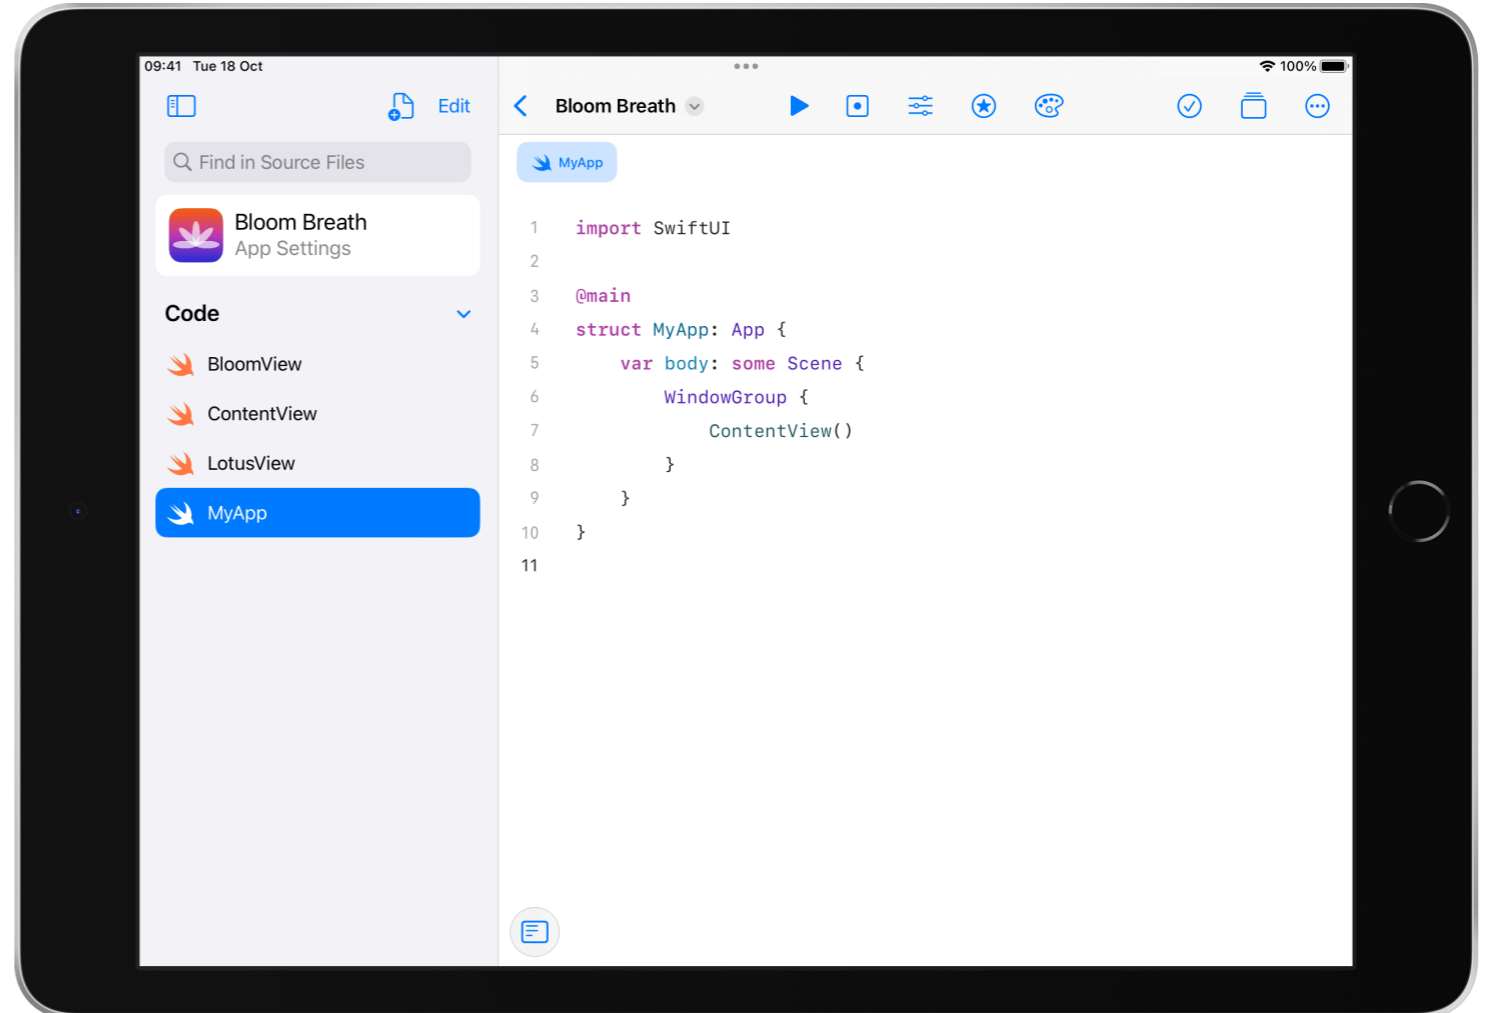 09:41 Tue 18 Oct
100%
Edit
Bloom Breath
Find in Source Files
MyApp
Bloom Breath
App Settings
Code
BloomView
ContentView
LotusView
MyApp
1 import SwiftUI
2
3 @main
4 struct MyApp: App {
5     var body: some Scene {
6         WindowGroup {
7             ContentView()
8         }
9     }
10 }
11